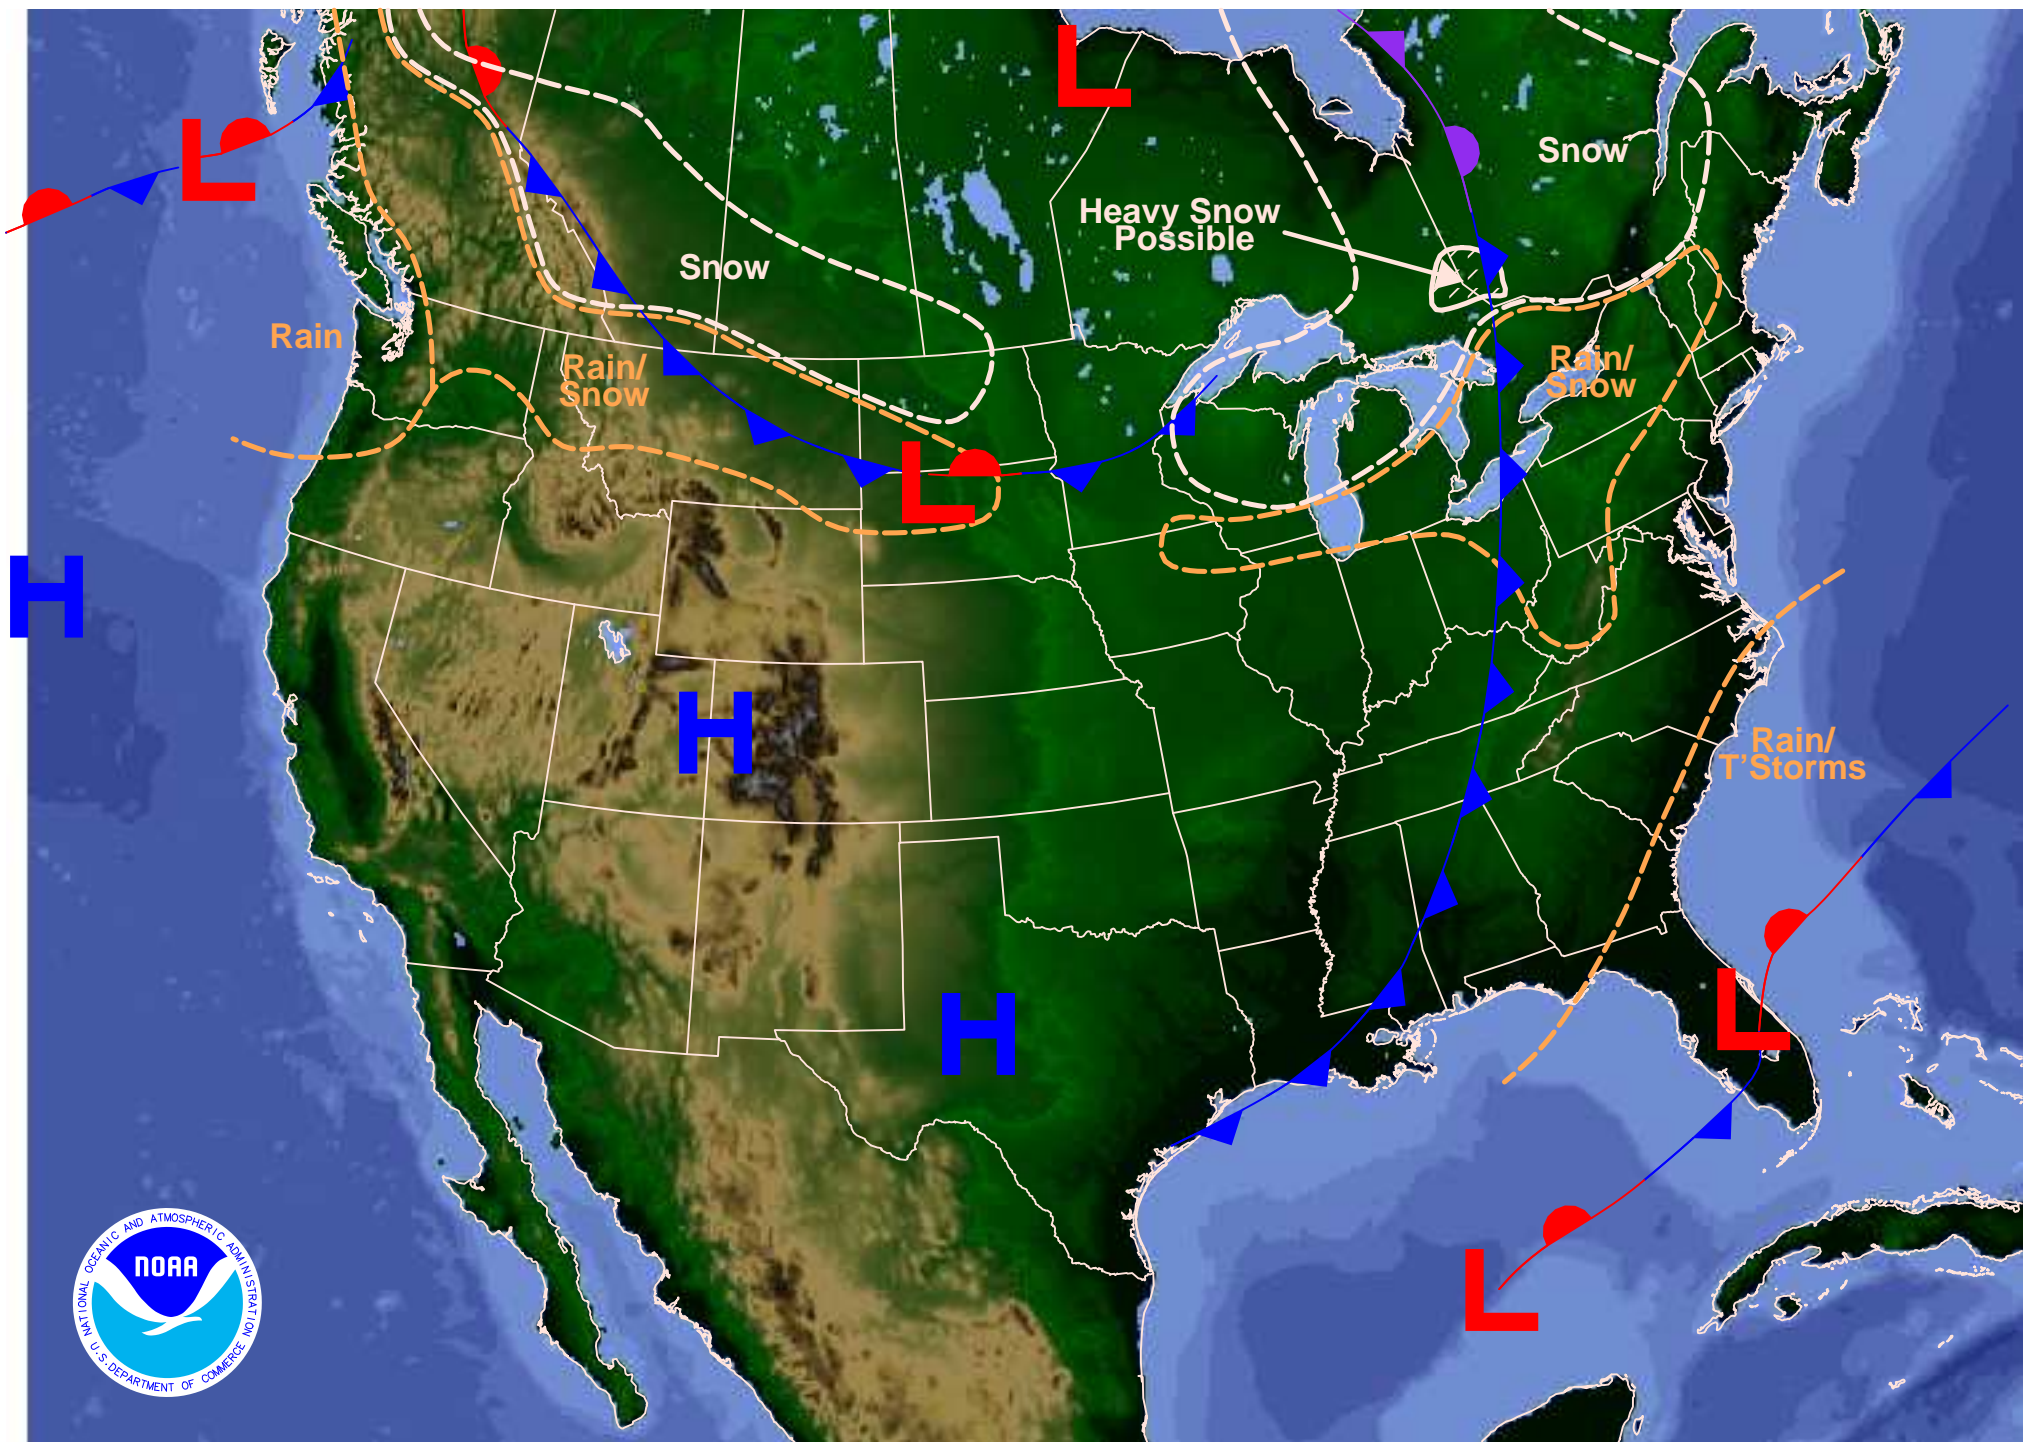 L
L
Snow
Heavy Snow
Possible
Snow
Rain
Rain/
Snow
Rain/
Snow
L
H
H
Rain/
T'Storms
L
H
L
NATIONAL OCEANIC AND ATMOSPHERIC ADMINISTRATION
NOAA
U.S. DEPARTMENT OF COMMERCE